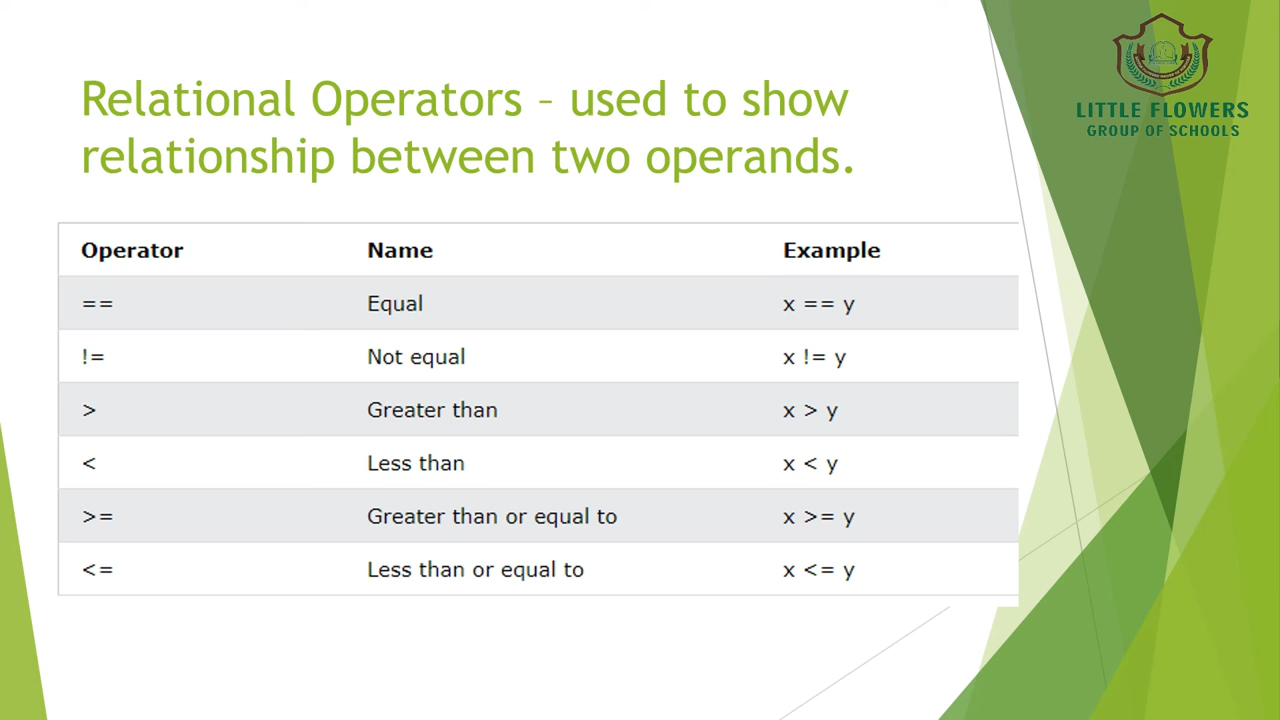 Relational Operators – used to show
relationship between two operands.
LITTLE FLOWERS
GROUP OF SCHOOLS
Operator Name Example
== Equal x == y
!= Not equal x != y
> Greater than x > y
< Less than x < y
>= Greater than or equal to x >= y
<= Less than or equal to x <= y